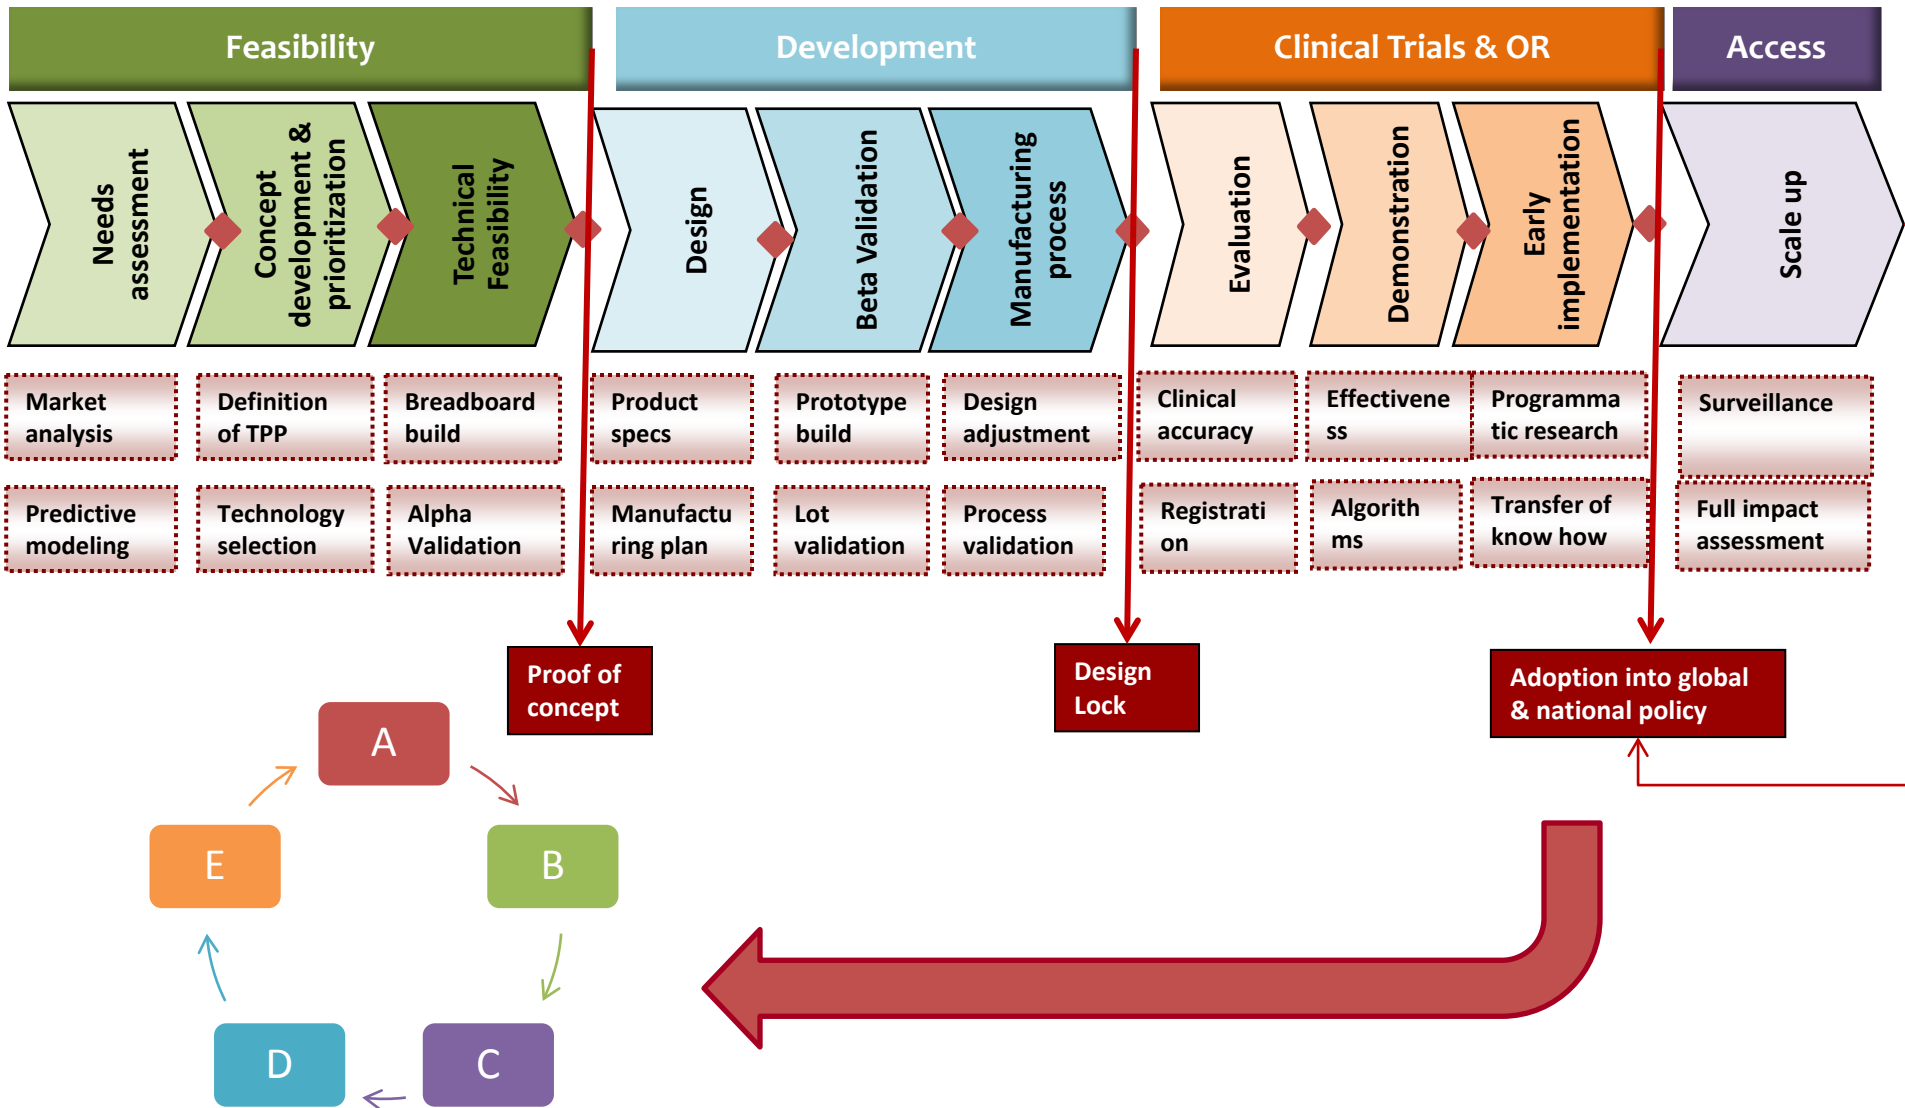 Feasibility
Development
Clinical Trials & OR
Access
Needs
assessment
Concept
development &
prioritization
Technical
Feasibility
Design
Beta Validation
Manufacturing
process
Evaluation
Demonstration
Early
implementation
Scale up
Market
analysis
Definition
of TPP
Breadboard
build
Product
specs
Prototype
build
Design
adjustment
Clinical
accuracy
Effectivene
ss
Programma
tic research
Surveillance
Predictive
modeling
Technology
selection
Alpha
Validation
Manufactu
ring plan
Lot
validation
Process
validation
Registrati
on
Algorith
ms
Transfer of
know how
Full impact
assessment
Proof of
concept
Design
Lock
Adoption into global
& national policy
A
B
C
D
E